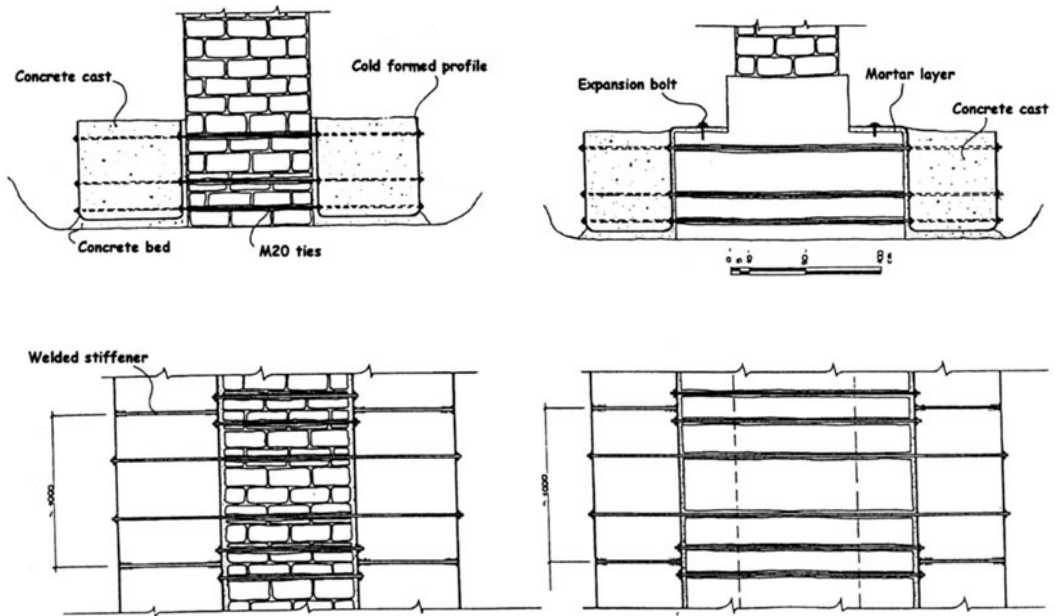 Concrete cast
Cold formed profile
Concrete bed
M20 ties
Expansion bolt
Mortar layer
Concrete cast
Welded stiffener